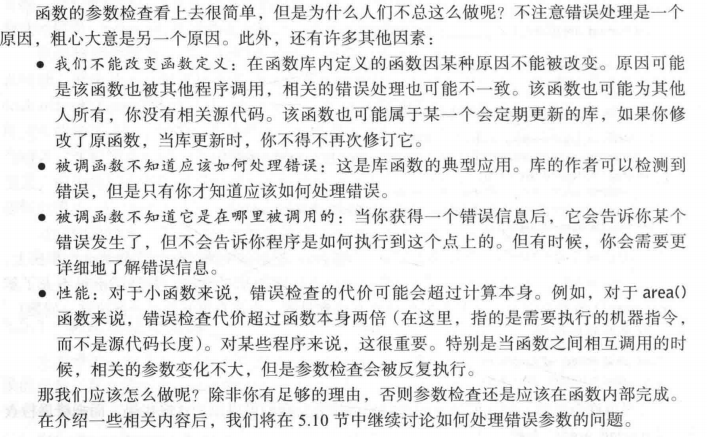 函数的参数检查看上去很简单,但是为什么人们不总这么做呢?不注意错误处理是一个
原因,粗心大意是另一个原因。此外,还有许多其他因素:
● 我们不能改变函数定义:在函数库内定义的函数因某种原因不能被改变。原因可能
是该函数也被其他程序调用,相关的错误处理也可能不一致。该函数也可能为其他
人所有,你没有相关源代码。该函数也可能属于某一个会定期更新的库,如果你修
改了原函数,当库更新时,你不得不再次修订它。
● 被调函数不知道应该如何处理错误:这是库函数的典型应用。库的作者可以检测到
错误,但是只有你才知道应该如何处理错误。
● 被调函数不知道它是在哪里被调用的:当你获得一个错误信息后,它会告诉你某个
错误发生了,但不会告诉你程序是如何执行到这个点上的。但有时候,你会需要更
详细地了解错误信息。
● 性能:对于小函数来说,错误检查的代价可能会超过计算本身。例如,对于 area()
函数来说,错误检查代价超过函数本身两倍(在这里,指的是需要执行的机器指令,
而不是源代码长度)。对某些程序来说,这很重要。特别是当函数之间相互调用的时
候,相关的参数变化不大,但是参数检查会被反复执行。
那我们应该怎么做呢?除非你有足够的理由,否则参数检查还是应该在函数内部完成。
在介绍一些相关内容后,我们将在 5.10 节中继续讨论如何处理错误参数的问题。